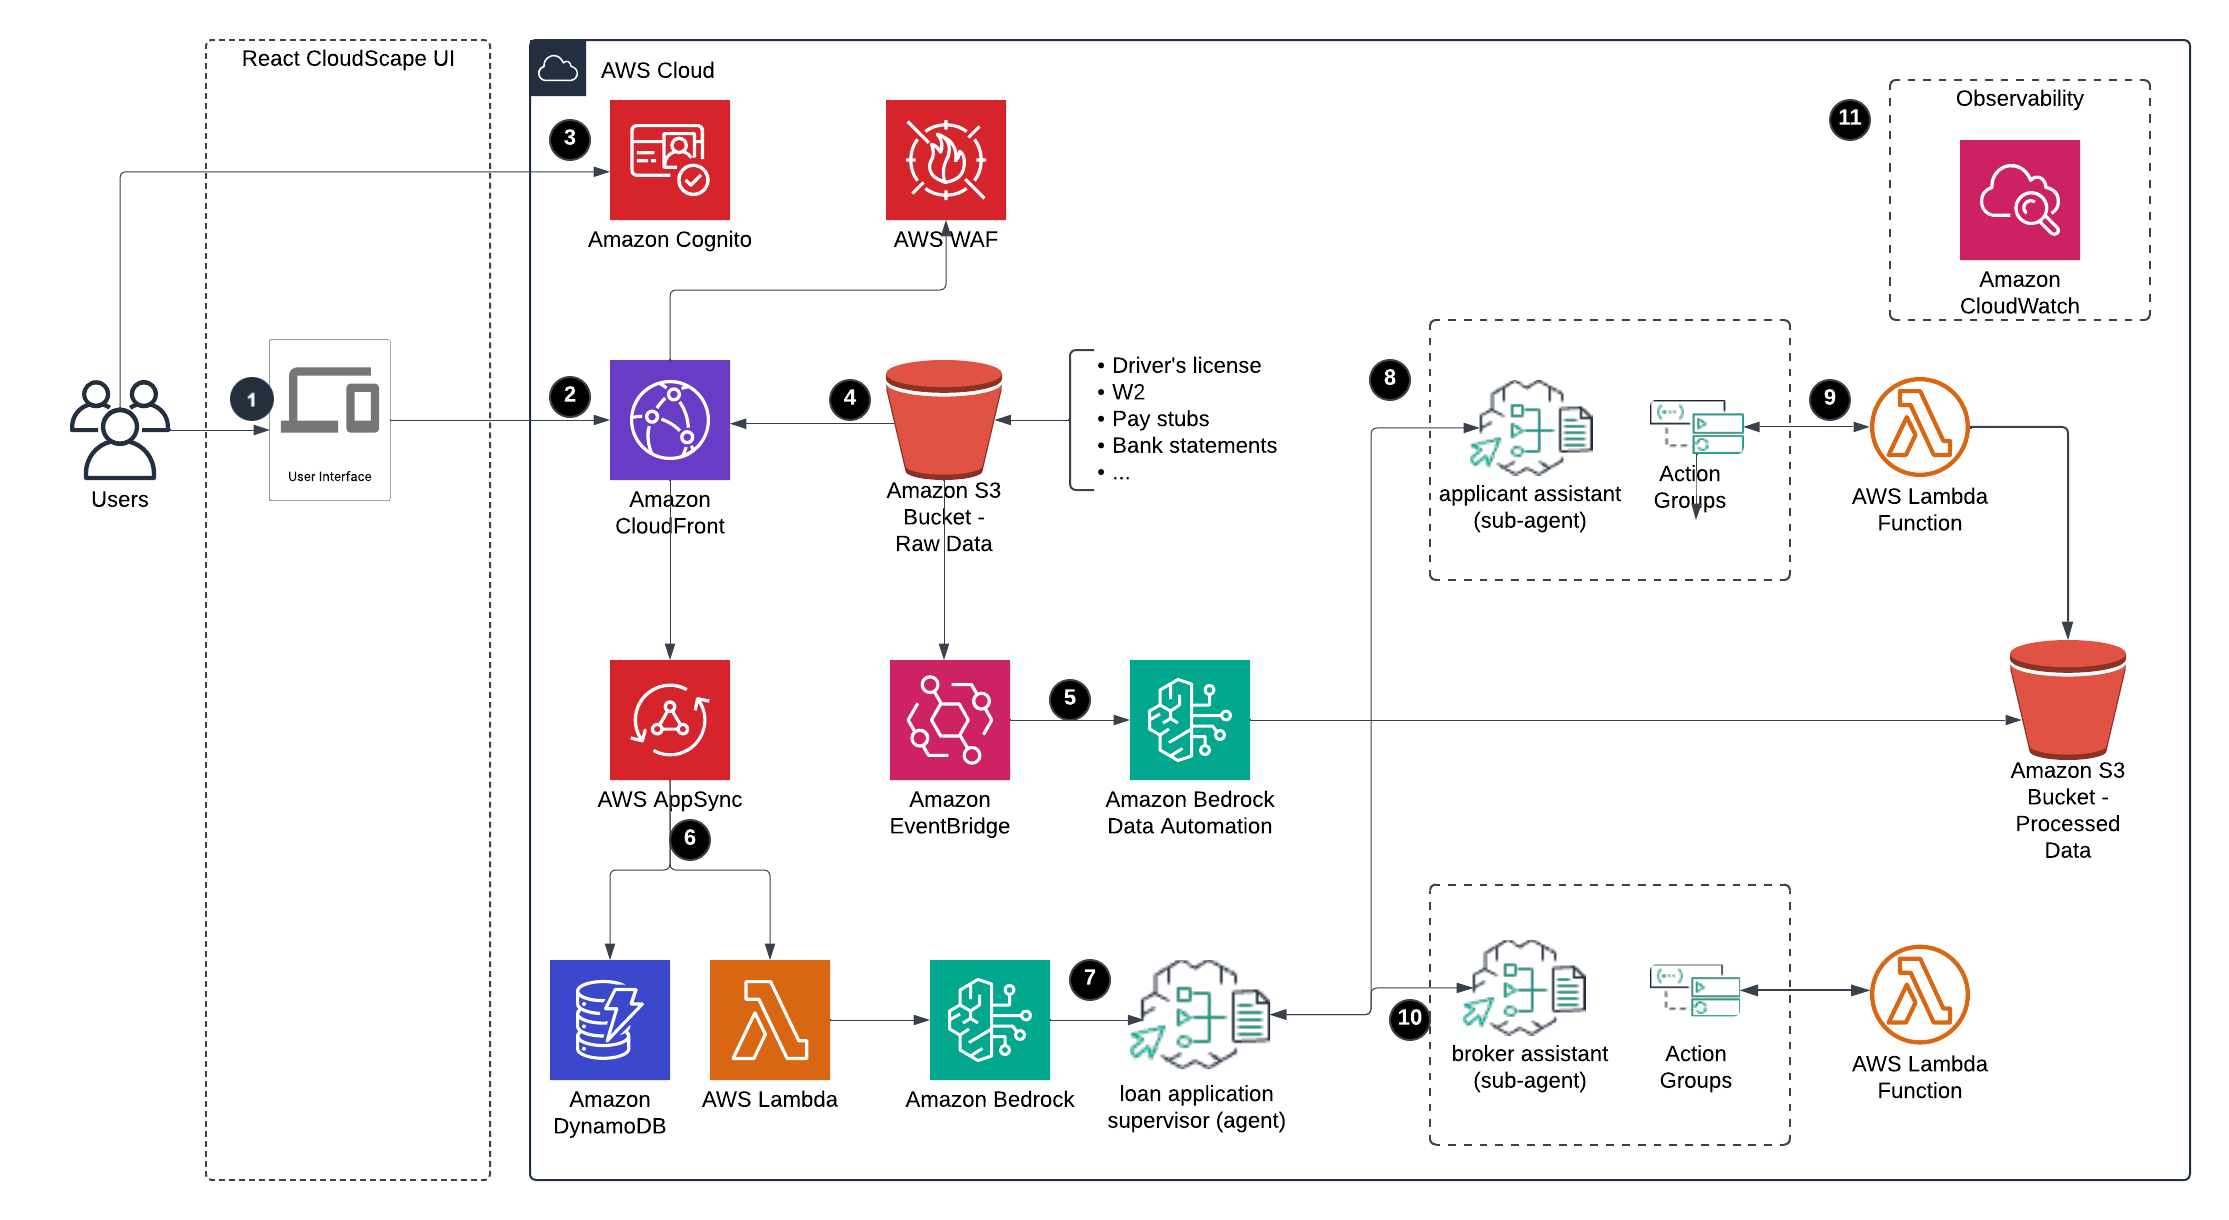 React CloudScape UI
AWS Cloud
Observability
11
3
Amazon Cognito
AWS WAF
Amazon
CloudWatch
Users
1
User Interface
2
Amazon
CloudFront
4
Amazon S3
Bucket -
Raw Data
• Driver's license
• W2
• Pay stubs
• Bank statements
• ...
8
applicant assistant
(sub-agent)
Action
Groups
9
AWS Lambda
Function
AWS AppSync
Amazon
EventBridge
5
Amazon Bedrock
Data Automation
Amazon S3
Bucket -
Processed
Data
6
Amazon
DynamoDB
AWS Lambda
Amazon Bedrock
7
loan application
supervisor (agent)
10
broker assistant
(sub-agent)
Action
Groups
AWS Lambda
Function